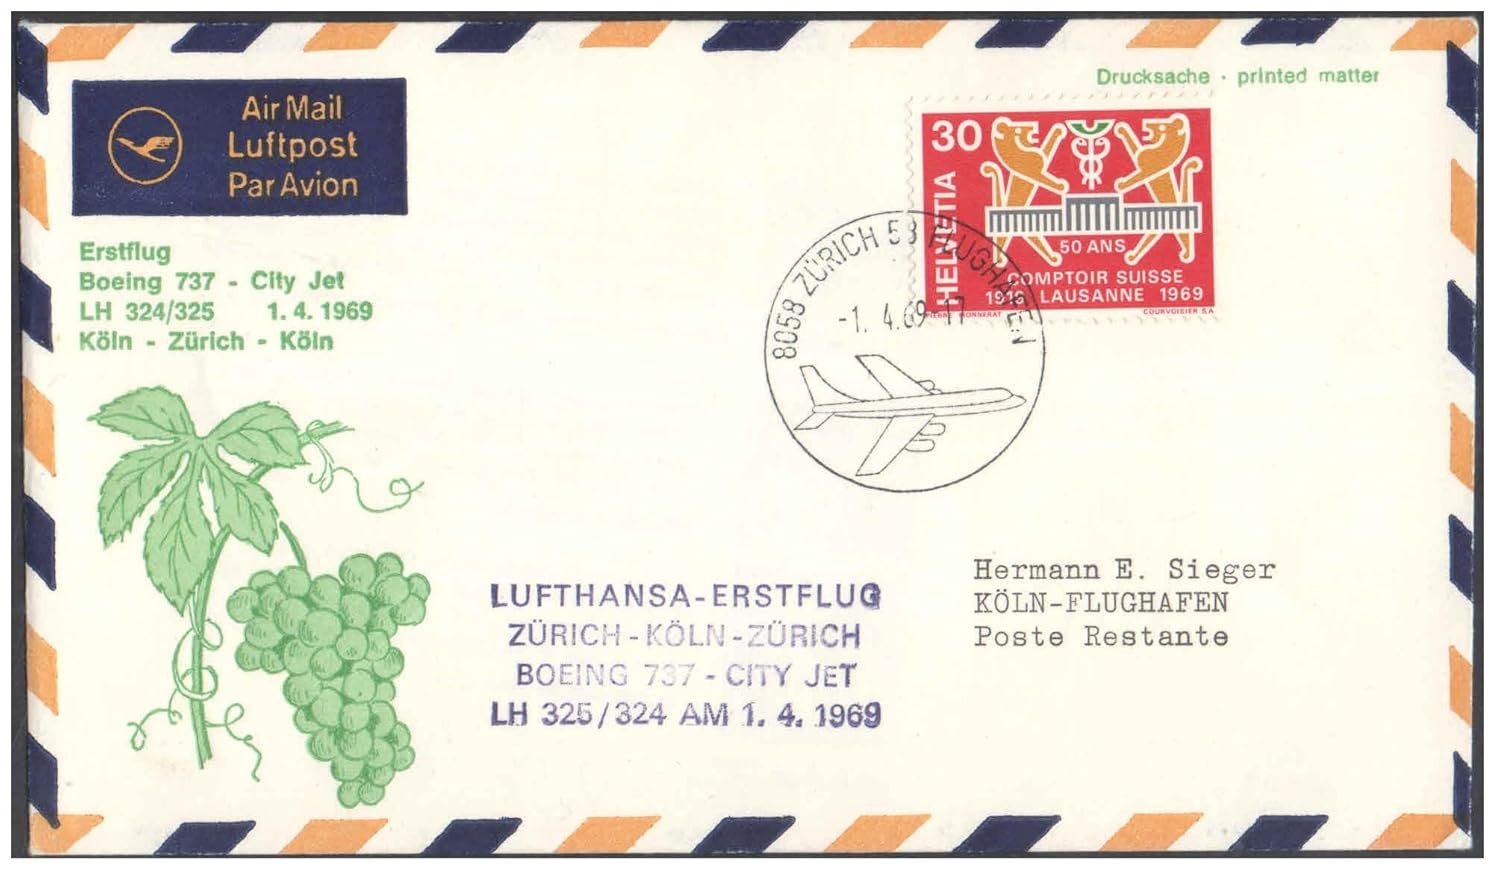 Drucksache · printed matter
Air Mail
Luftpost
Par Avion
Erstflug
Boeing 737 - City Jet
LH 324/325 1. 4. 1969
Köln - Zürich - Köln
30
HELVETIA
50 ANS
COMPTOIR SUISSE
1919 LAUSANNE 1969
PIERRE MONNERAT COURVOISIER S.A
8058 ZÜRICH 58 FLUGHAFEN
-1. 4. 69-17
LUFTHANSA-ERSTFLUG
ZÜRICH - KÖLN - ZÜRICH
BOEING 737 - CITY JET
LH 325/324 AM 1. 4. 1969
Hermann E. Sieger
KÖLN-FLUGHAFEN
Poste Restante